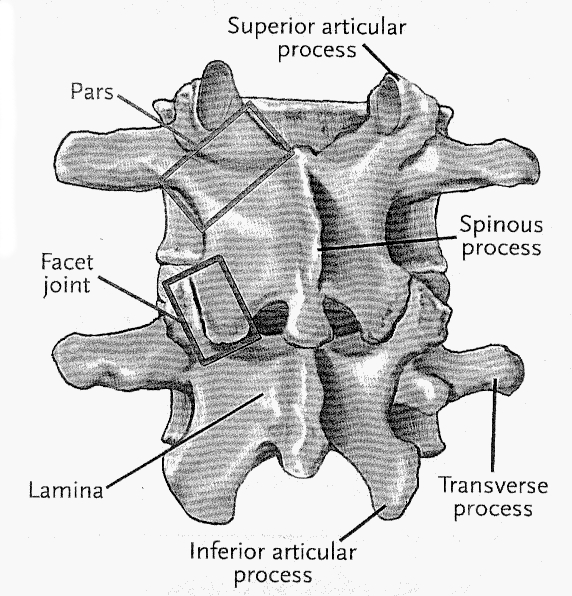 Superior articular
process
Pars
Spinous
process
Facet
joint
Lamina
Transverse
process
Inferior articular
process